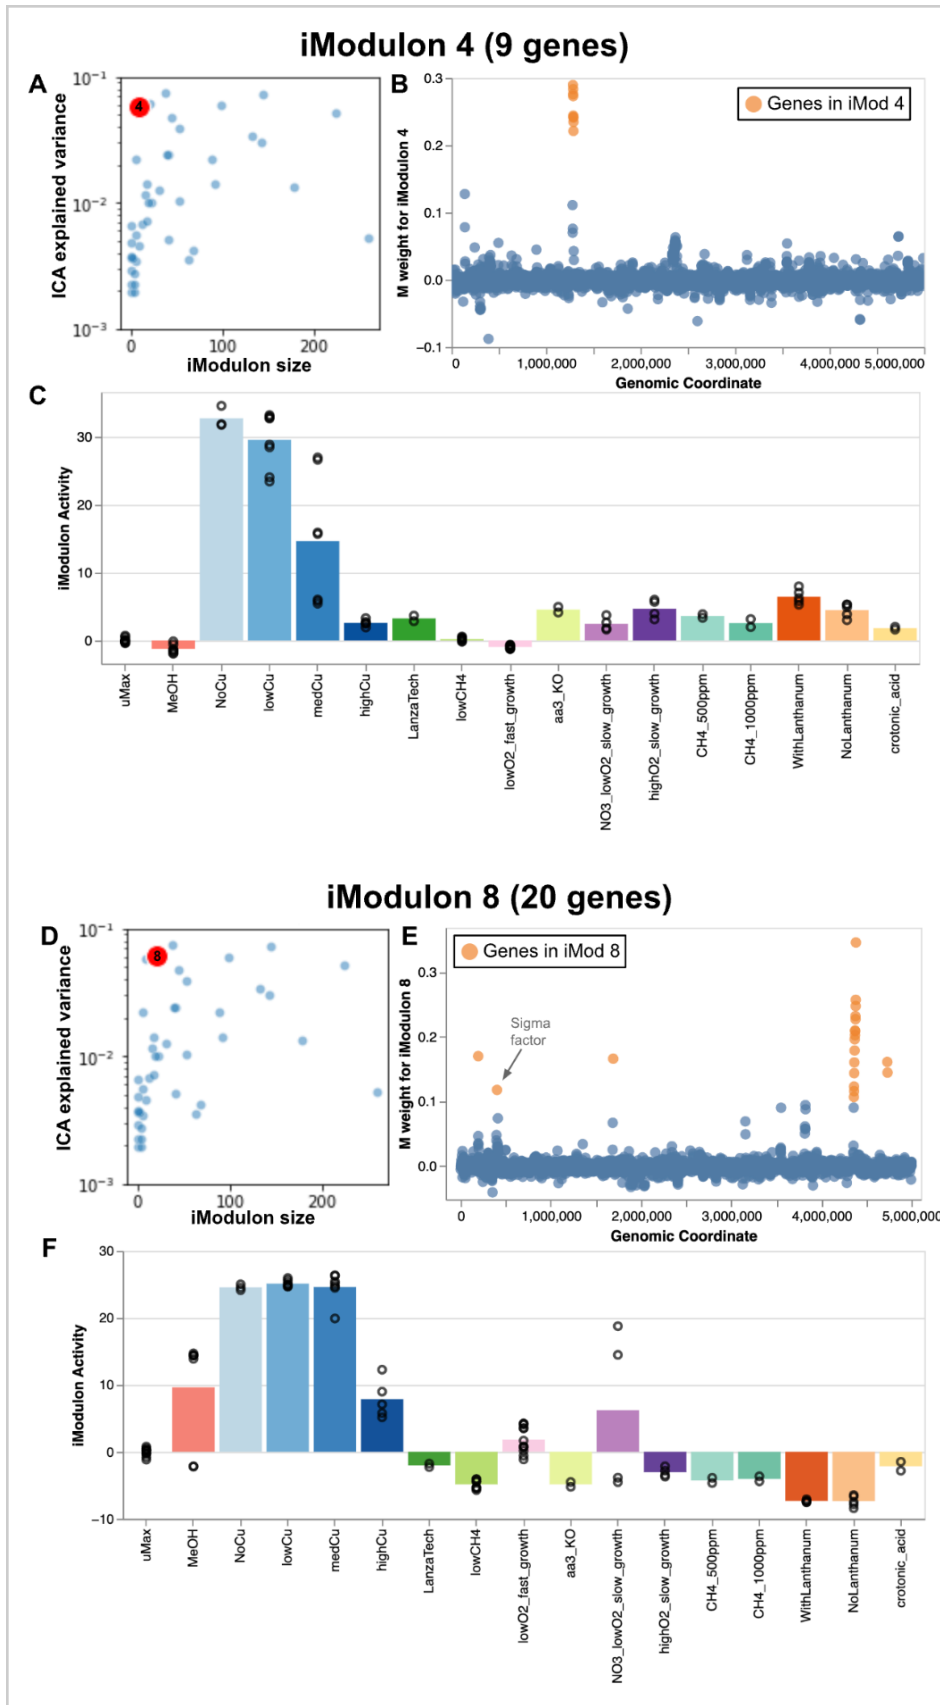 iModulon 4 (9 genes)
A
10⁻¹
10⁻²
10⁻³
ICA explained variance
4
0
100
200
iModulon size
B
0.3
0.2
0.1
0.0
−0.1
M weight for iModulon 4
Genes in iMod 4
0
1,000,000
2,000,000
3,000,000
4,000,000
5,000,000
Genomic Coordinate
C
30
20
10
0
iModulon Activity
uMax
MeOH
NoCu
lowCu
medCu
highCu
LanzaTech
lowCH4
lowO2_fast_growth
aa3_KO
NO3_lowO2_slow_growth
highO2_slow_growth
CH4_500ppm
CH4_1000ppm
WithLanthanum
NoLanthanum
crotonic_acid
iModulon 8 (20 genes)
D
10⁻¹
10⁻²
10⁻³
ICA explained variance
8
0
100
200
iModulon size
E
0.3
0.2
0.1
0.0
M weight for iModulon 8
Genes in iMod 8
Sigma
factor
0
1,000,000
2,000,000
3,000,000
4,000,000
5,000,000
Genomic Coordinate
F
30
20
10
0
−10
iModulon Activity
uMax
MeOH
NoCu
lowCu
medCu
highCu
LanzaTech
lowCH4
lowO2_fast_growth
aa3_KO
NO3_lowO2_slow_growth
highO2_slow_growth
CH4_500ppm
CH4_1000ppm
WithLanthanum
NoLanthanum
crotonic_acid